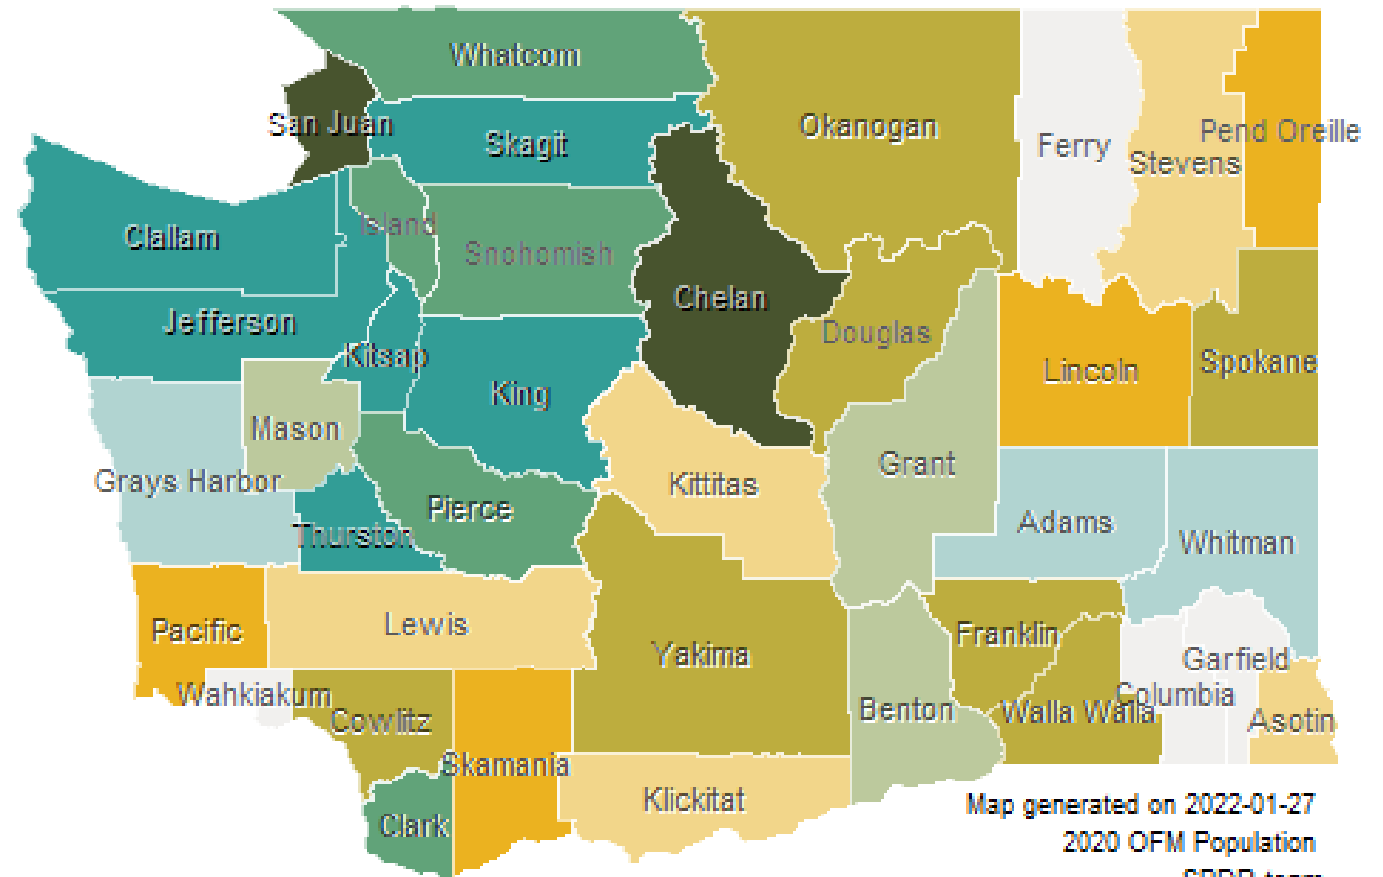 Whatcom
San Juan
Skagit
Okanogan
Ferry
Pend Oreille
Stevens
Clallam
Island
Snohomish
Chelan
Jefferson
Kitsap
Douglas
King
Lincoln
Spokane
Mason
Grays Harbor
Kittitas
Grant
Pierce
Thurston
Adams
Whitman
Pacific
Lewis
Yakima
Franklin
Garfield
Wahkiakum
Cowlitz
Benton
Walla Walla
Columbia
Asotin
Skamania
Klickitat
Clark
Map generated on 2022-01-27
2020 OFM Population